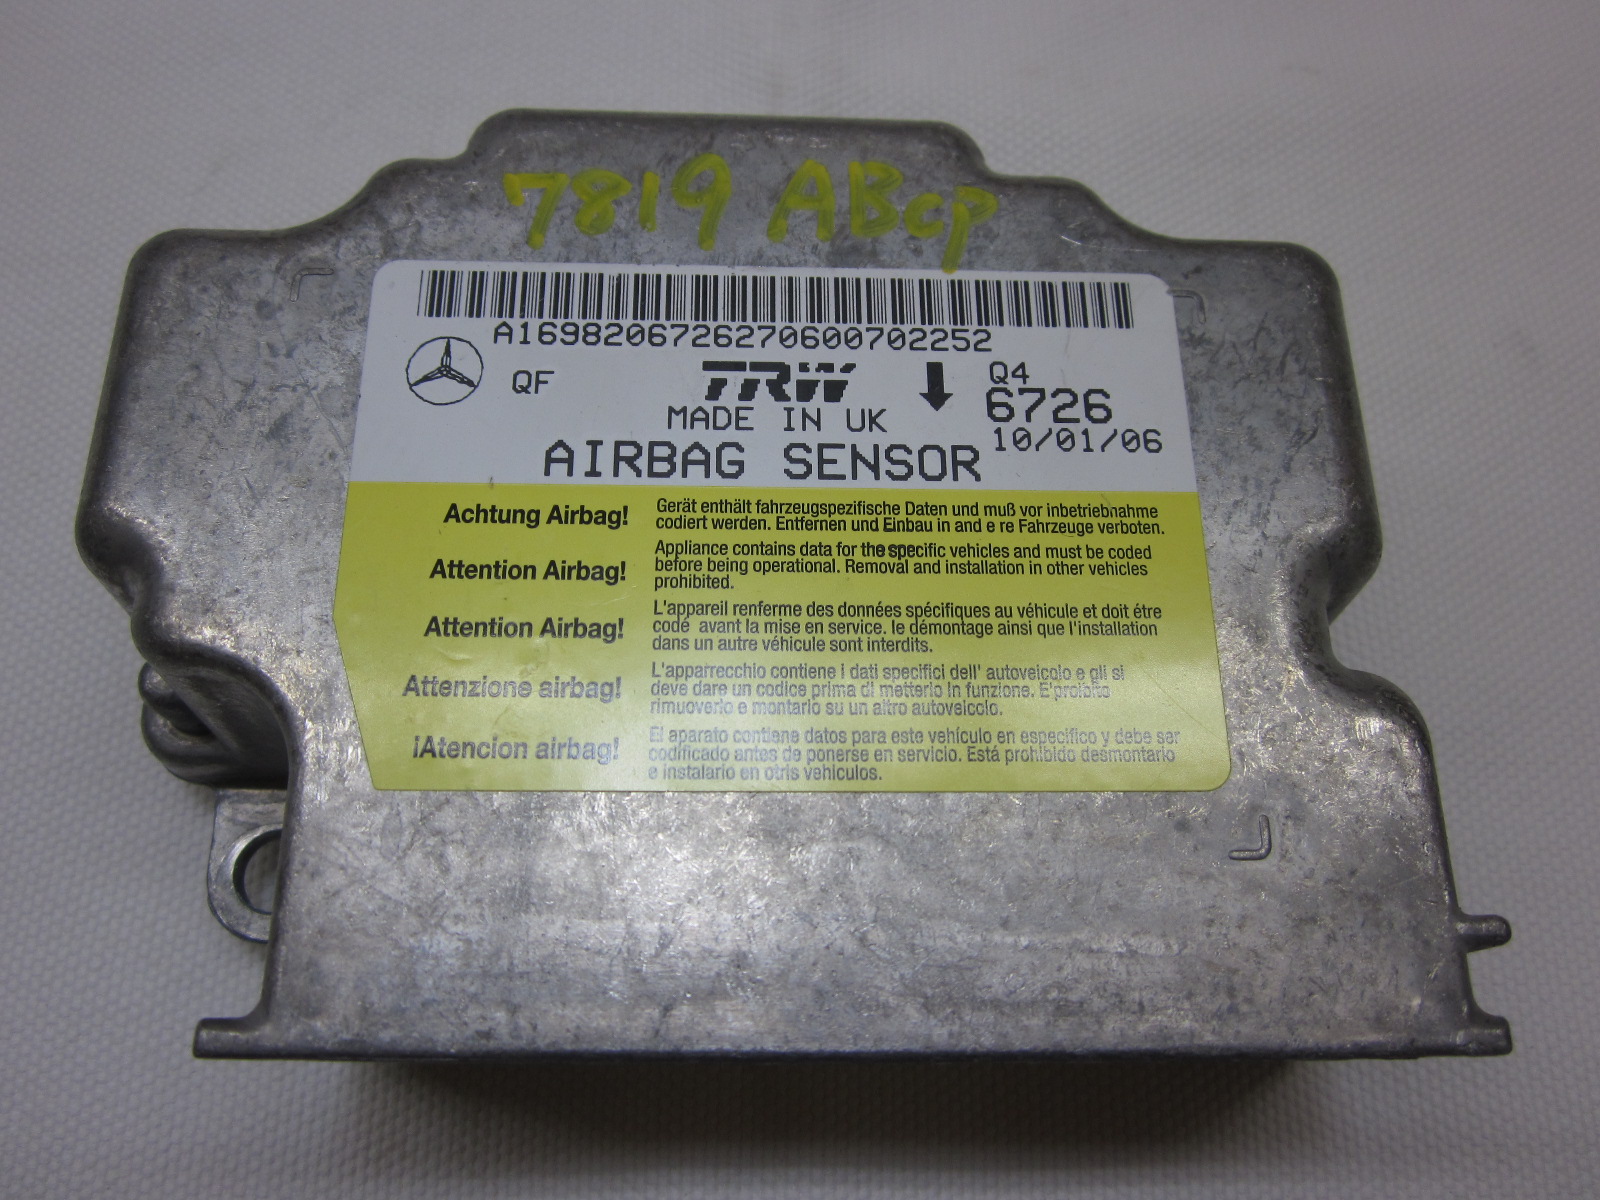 7819 ABcp
A16982067262706007​02252
QF
TRW
MADE IN UK
AIRBAG SENSOR
Q4
6726
10/01/06
Achtung Airbag!
Gerät enthält fahrzeugspezifische Daten und muß vor inbetriebnahme
codiert werden. Entfernen und Einbau in and e re Fahrzeuge verboten.
Attention Airbag!
Appliance contains data for the specific vehicles and must be coded
before being operational. Removal and installation in other vehicles
prohibited.
Attention Airbag!
L'appareil renferme des données spécifiques au véhicule et doit étre
codé avant la mise en service. le démontage ainsi que l'installation
dans un autre véhicule sont interdits.
Attenzione airbag!
L'apparrecchio contiene i dati specifici dell' autoveicolo e gli si
deve dare un codice prima di metterlo in funzione. E'proibito
rimuoverlo e montarlo su un altro autoveicolo.
¡Atencion airbag!
El aparato contiene datos para este vehículo en especifico y debe ser
codificado antes de ponerse en servicio. Está prohibido desmontarlo
e instalarlo en otris vehiculos.